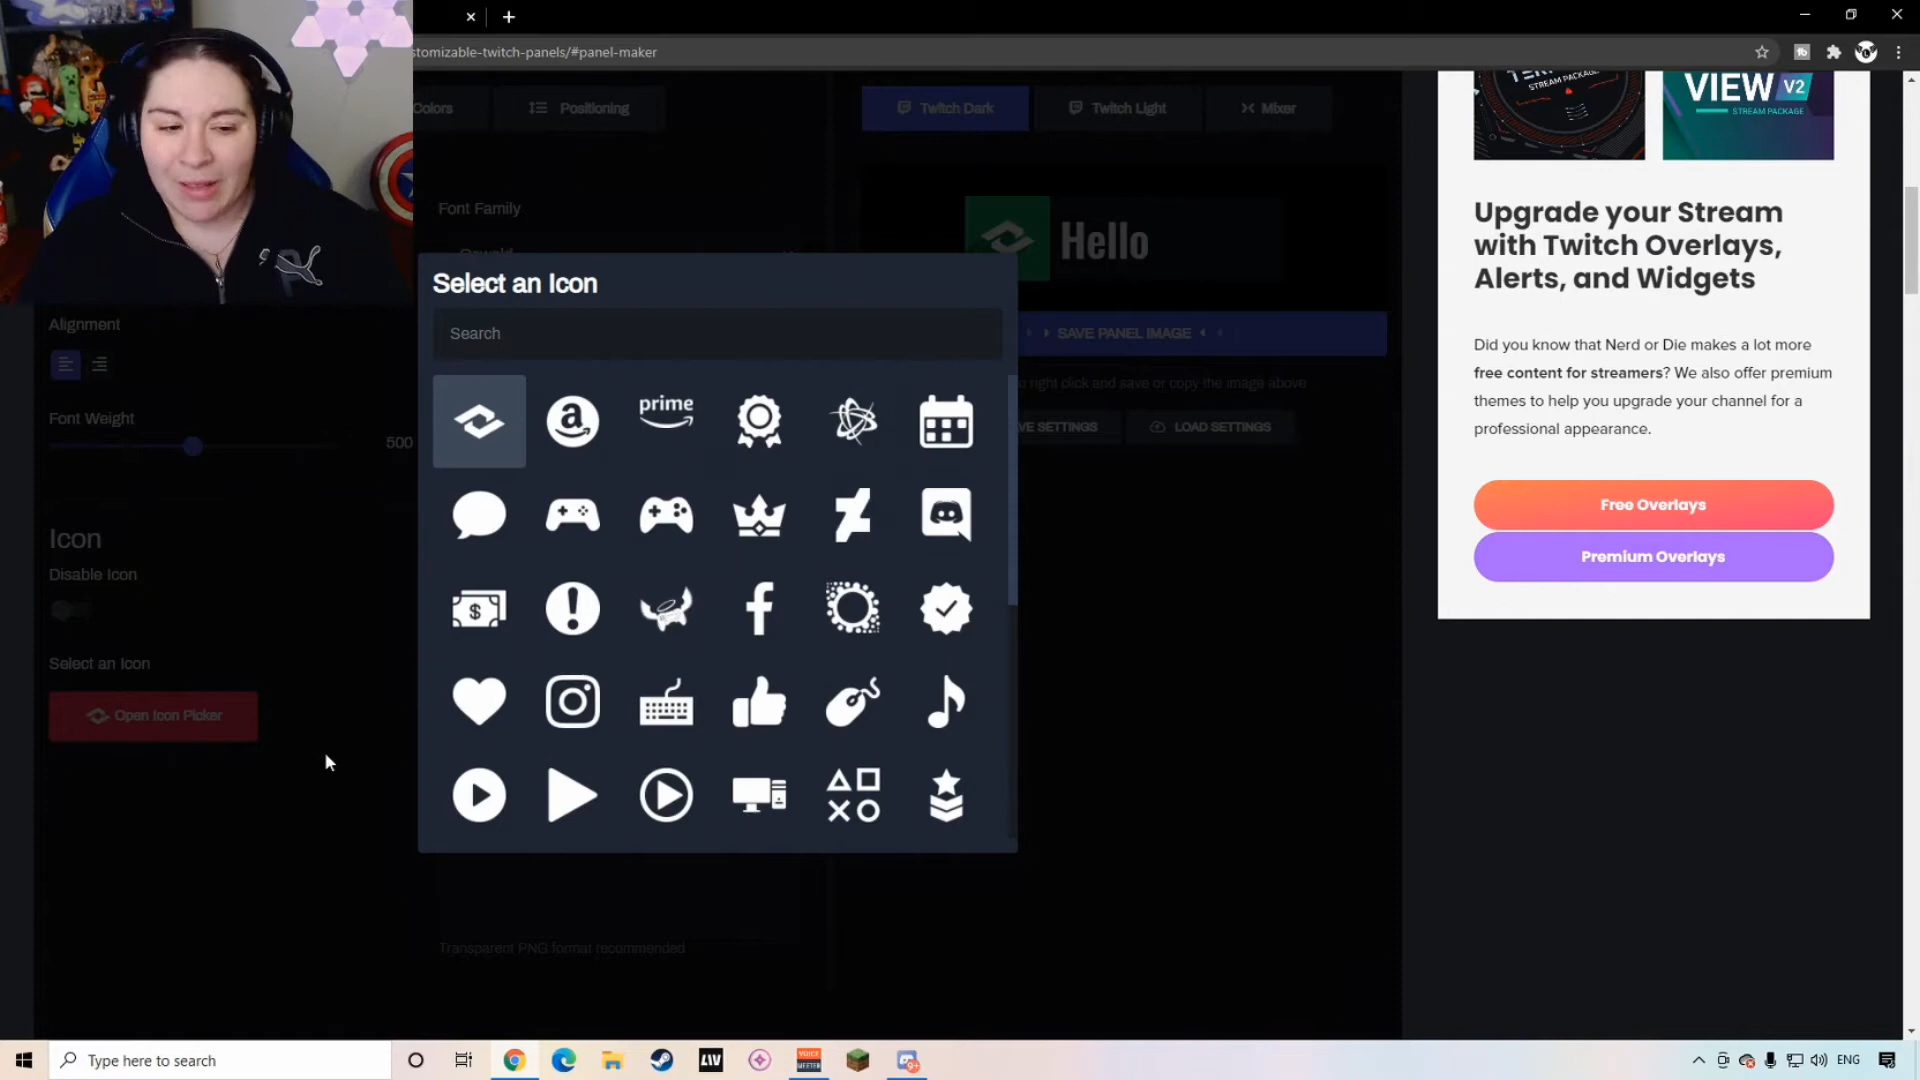 stomizable-twitch-panels/#panel-maker
Colors
Positioning
Twitch Dark
Twitch Light
Mixer
STREAM PACKAGE
VIEW V2
STREAM PACKAGE
Font Family
Oswald
Hello
Select an Icon
Search
prime
Alignment
Font Weight
500
Icon
Disable Icon
Select an Icon
Open Icon Picker
SAVE PANEL IMAGE
right click and save or copy the image above
SETTINGS
LOAD SETTINGS
Transparent PNG format recommended
Upgrade your Stream
with Twitch Overlays,
Alerts, and Widgets
Did you know that Nerd or Die makes a lot more
free content for streamers? We also offer premium
themes to help you upgrade your channel for a
professional appearance.
Free Overlays
Premium Overlays
Type here to search
LIV
VOICE
MEETER
ENG